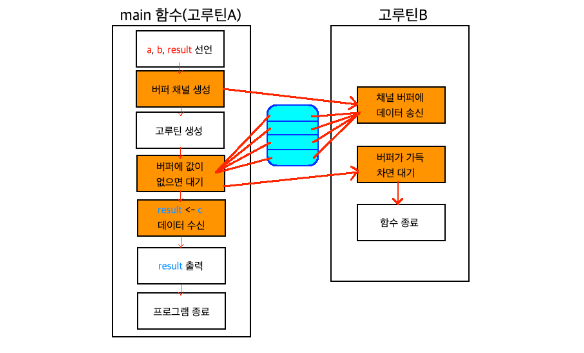 main 함수(고루틴A)
a, b, result 선언
버퍼 채널 생성
고루틴 생성
버퍼에 값이
없으면 대기
result <- c
데이터 수신
result 출력
프로그램 종료
고루틴B
채널 버퍼에
데이터 송신
버퍼가 가득
차면 대기
함수 종료